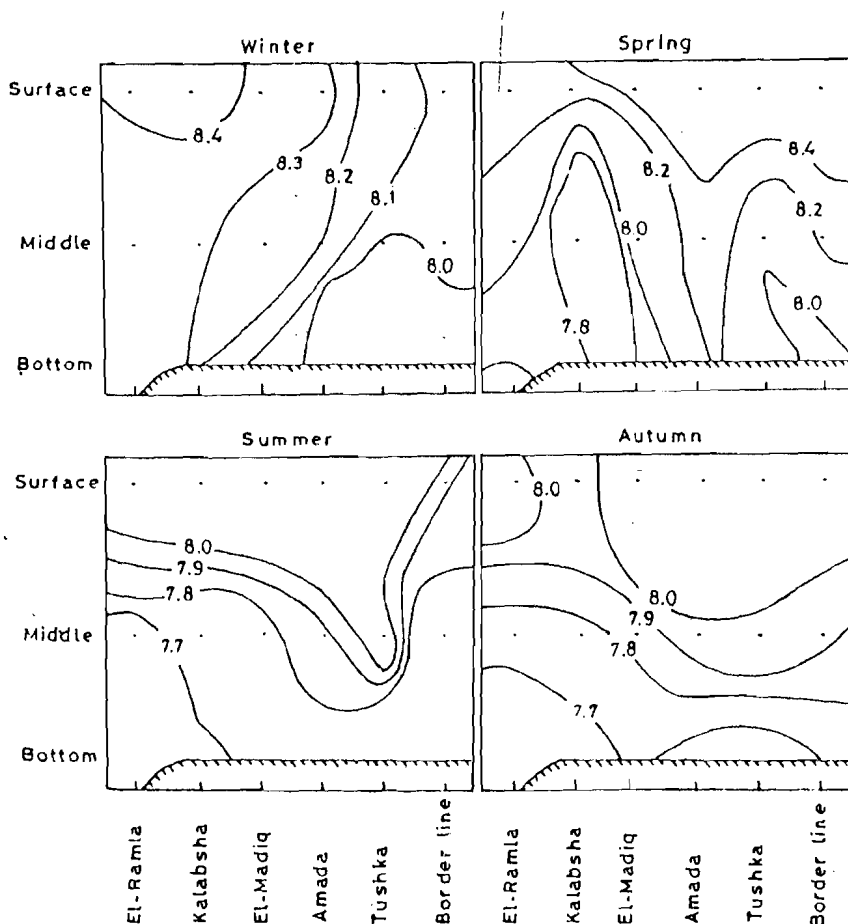 Winter
Spring
Surface
Middle
Bottom
8.4
8.3
8.2
8.1
8.0
8.4
8.2
8.2
8.0
8.0
7.8
Summer
Autumn
Surface
Middle
Bottom
8.0
7.9
7.8
7.7
8.0
8.0
7.9
7.8
7.7
El-Ramla
Kalabsha
El-Madiq
Amada
Tushka
Border line
El-Ramla
Kalabsha
El-Madiq
Amada
Tushka
Border line